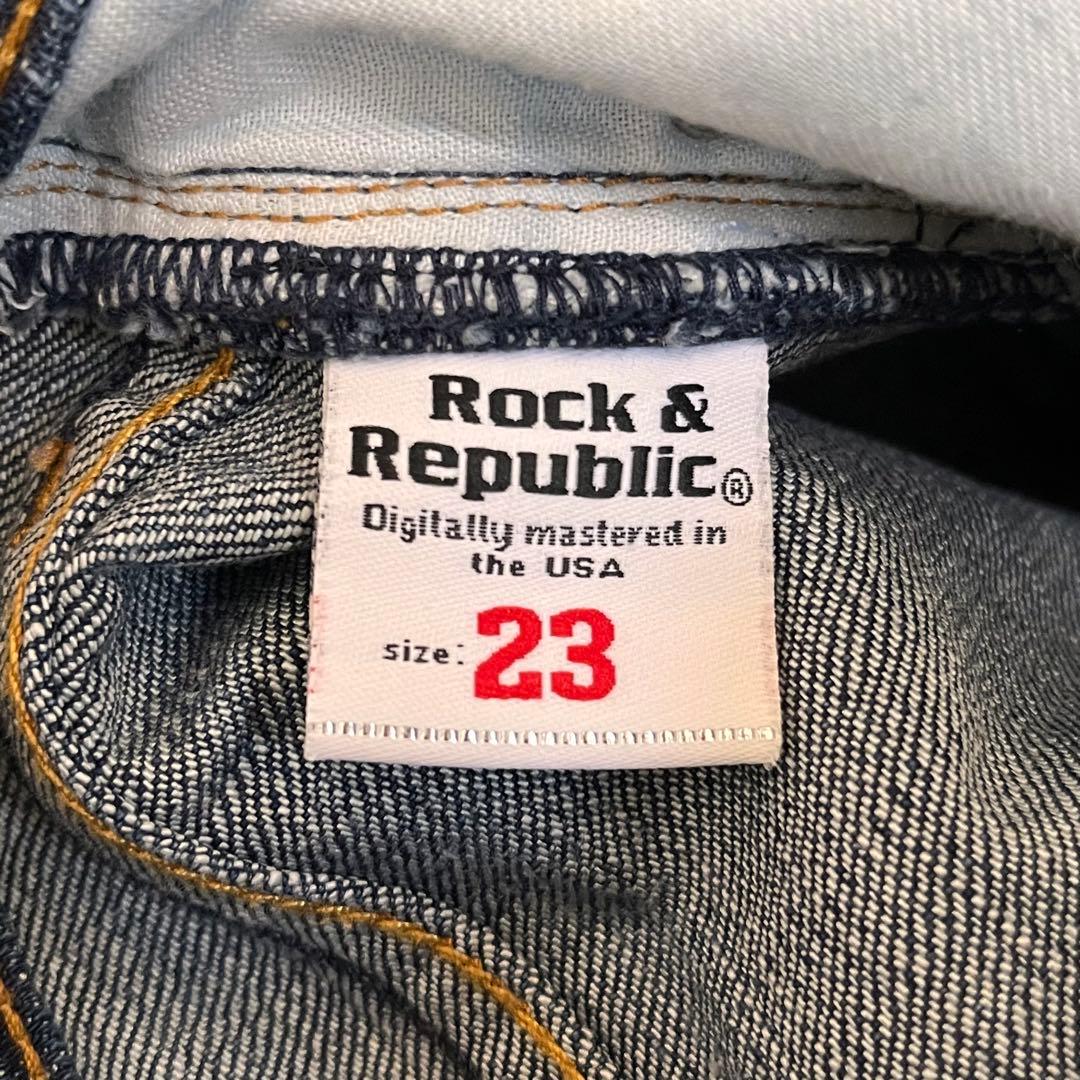 Rock &
Republic®
Digitally mastered in
the USA
size: 23